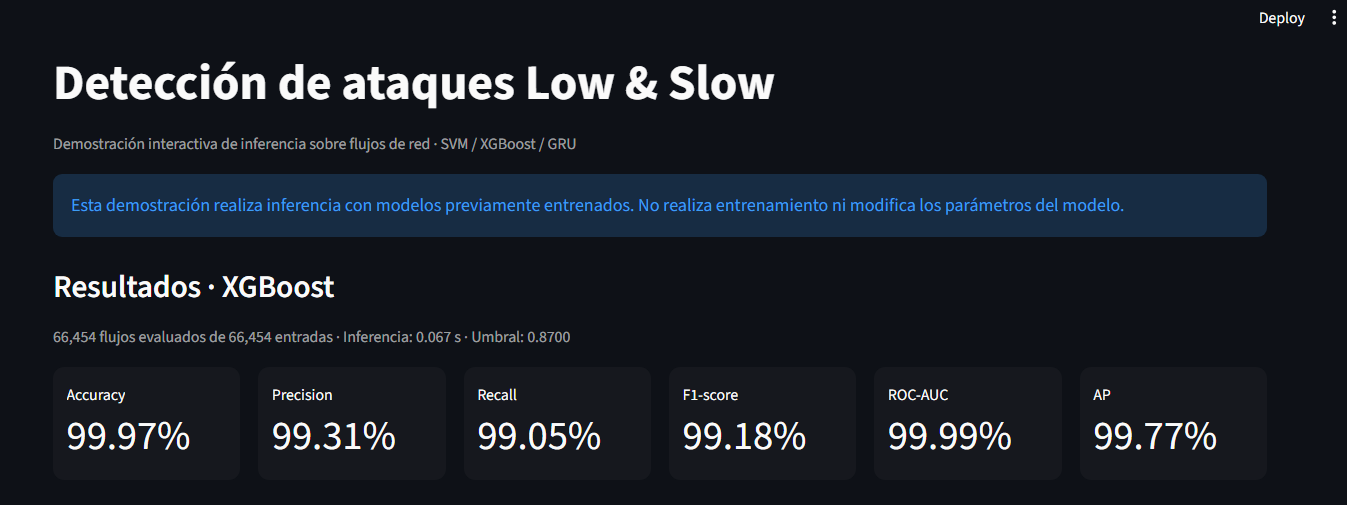 Deploy
Detección de ataques Low & Slow
Demostración interactiva de inferencia sobre flujos de red · SVM / XGBoost / GRU
Esta demostración realiza inferencia con modelos previamente entrenados. No realiza entrenamiento ni modifica los parámetros del modelo.
Resultados · XGBoost
66,454 flujos evaluados de 66,454 entradas · Inferencia: 0.067 s · Umbral: 0.8700
Accuracy
99.97%
Precision
99.31%
Recall
99.05%
F1-score
99.18%
ROC-AUC
99.99%
AP
99.77%